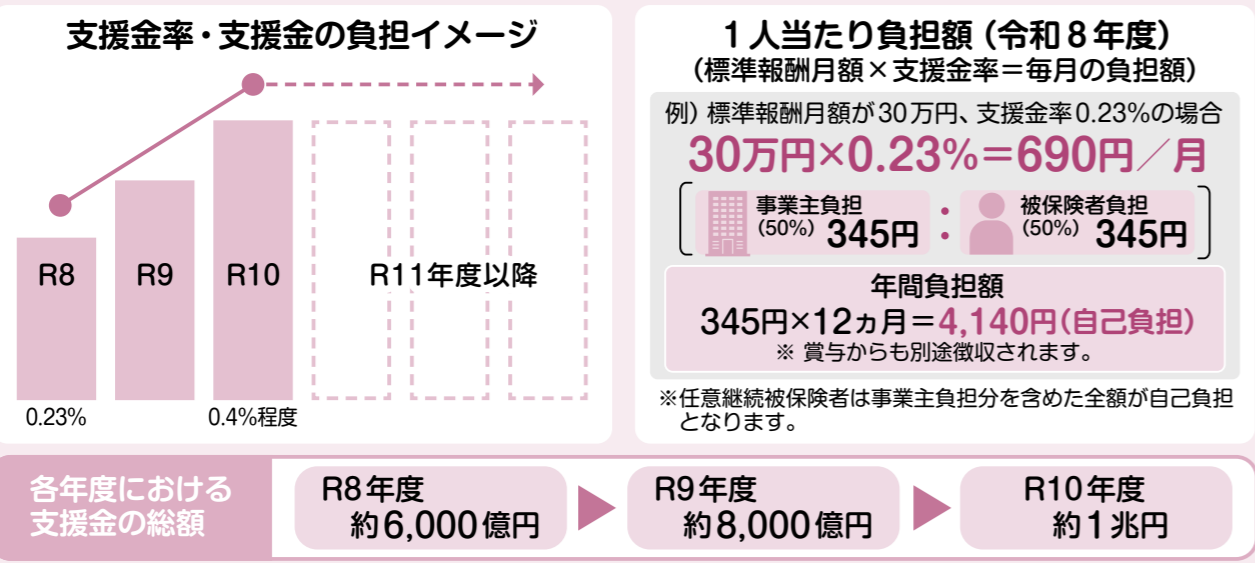 支援金率・支援金の負担イメージ
R8
R9
R10
R11年度以降
0.23%
0.4%程度
1人当たり負担額（令和8年度）
（標準報酬月額×支援金率＝毎月の負担額）
例）標準報酬月額が30万円、支援金率0.23%の場合
30万円×0.23%＝690円／月
事業主負担
（50%） 345円
：
被保険者負担
（50%） 345円
年間負担額
345円×12ヵ月＝4,140円（自己負担）
※ 賞与からも別途徴収されます。
※任意継続被保険者は事業主負担分を含めた全額が自己負担
となります。
各年度における
支援金の総額
R8年度
約6,000億円
R9年度
約8,000億円
R10年度
約1兆円